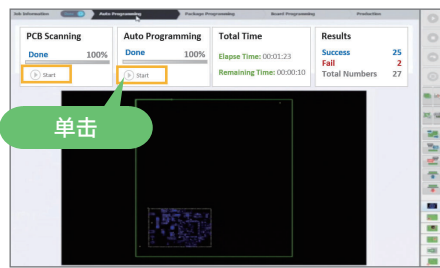 Job Information
Auto Programming
Package Programming
Board Programming
Production
PCB Scanning
Done 100%
Start
Auto Programming
Done 100%
Start
Total Time
Elapse Time: 00:01:23
Remaining Time: 00:00:10
Results
Success 25
Fail 2
Total Numbers 27
单击